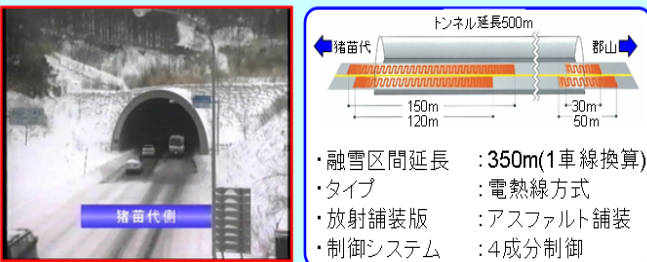 猪苗代側
トンネル延長500m
猪苗代
郡山
150m
30m
120m
50m
・融雪区間延長 :350m(1車線換算)
・タイプ :電熱線方式
・放射舗装版 :アスファルト舗装
・制御システム :4成分制御